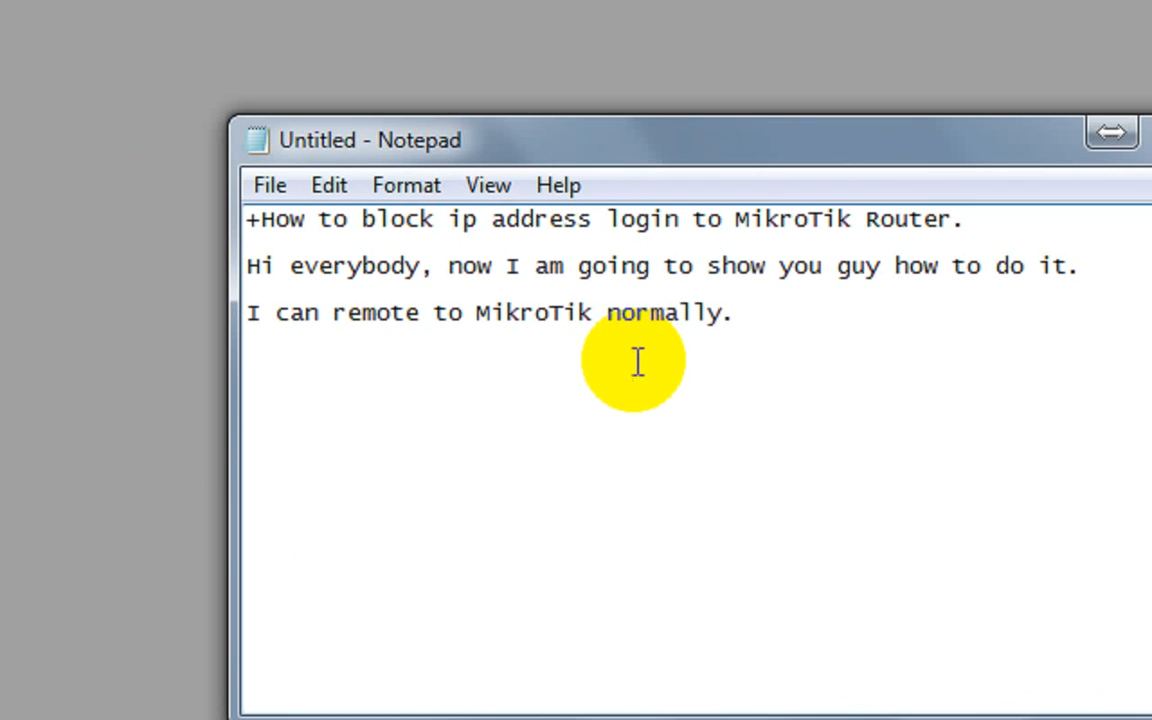 Untitled - Notepad
File Edit Format View Help
+How to block ip address login to MikroTik Router.
Hi everybody, now I am going to show you guy how to do it.
I can remote to MikroTik normally.